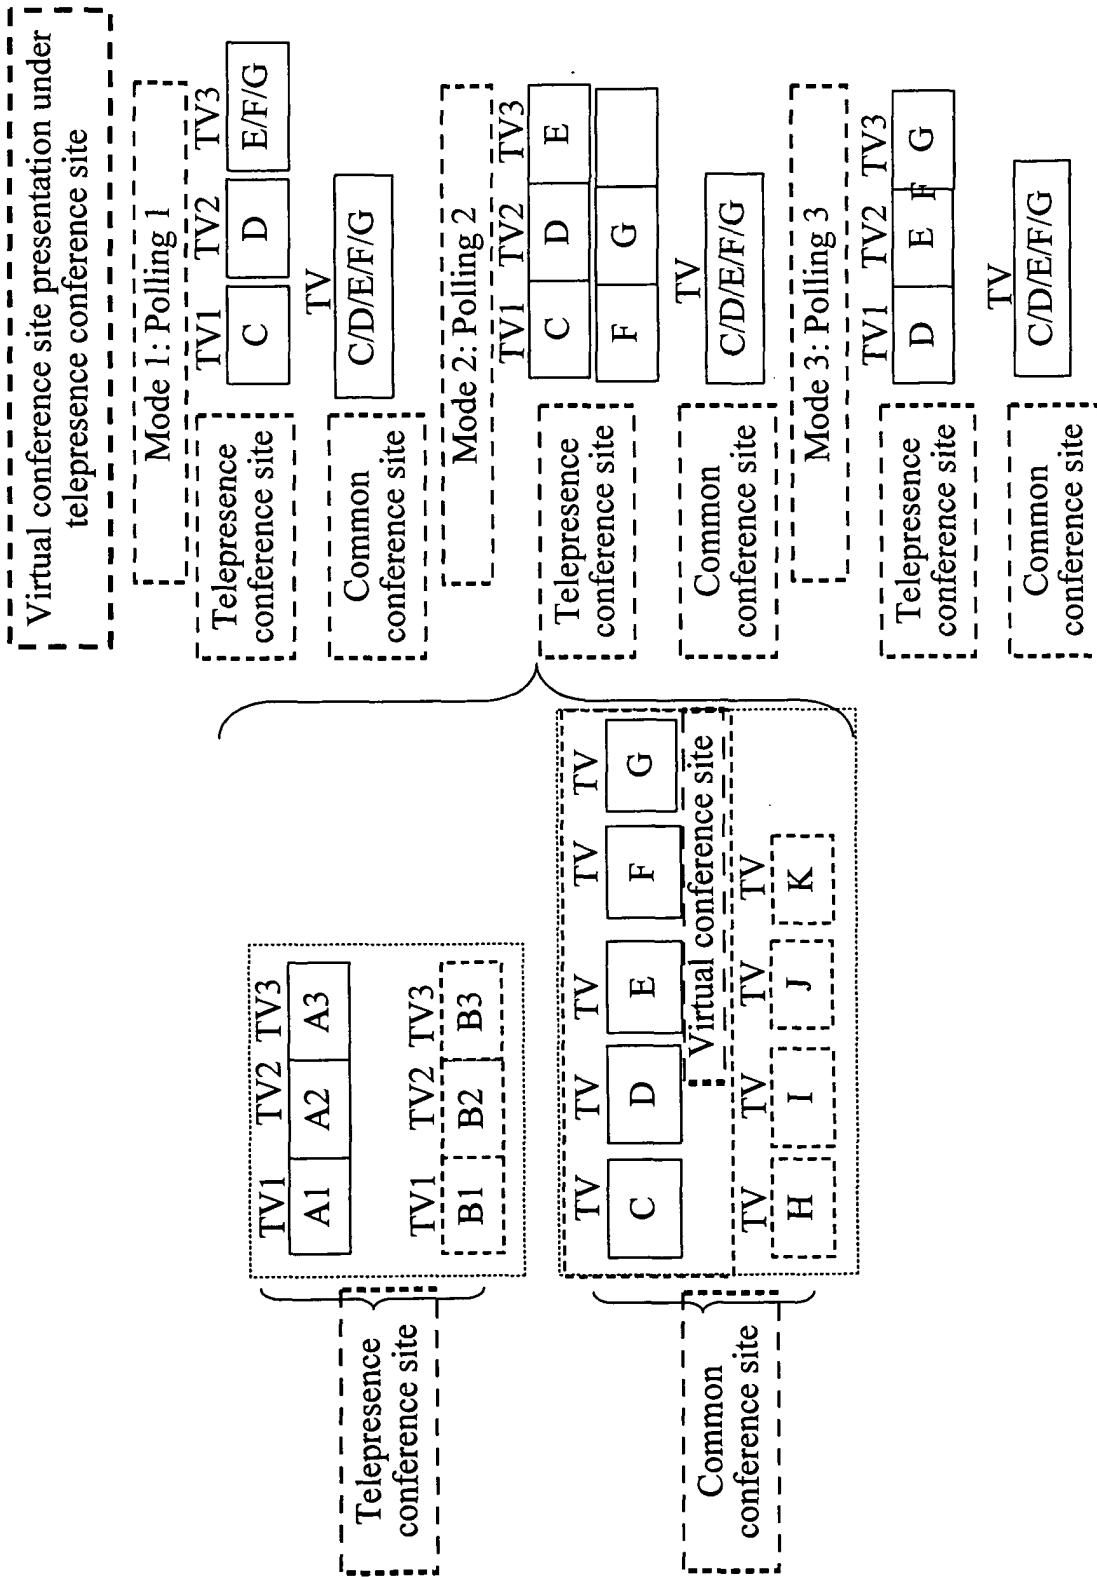 Virtual conference site presentation under
telepresence conference site
Mode 1: Polling 1
TV1 TV2 TV3
Telepresence
conference site
C D E/F/G
TV
Common
conference site
C/D/E/F/G
Mode 2: Polling 2
TV1 TV2 TV3
Telepresence
conference site
C D E
F G
TV
Common
conference site
C/D/E/F/G
Mode 3: Polling 3
TV1 TV2 TV3
Telepresence
conference site
D E F G
TV
Common
conference site
C/D/E/F/G
Telepresence
conference site
TV1 TV2 TV3
A1 A2 A3
TV1 TV2 TV3
B1 B2 B3
Common
conference site
TV TV TV TV TV
C D E F G
Virtual conference site
TV TV TV TV
H I J K